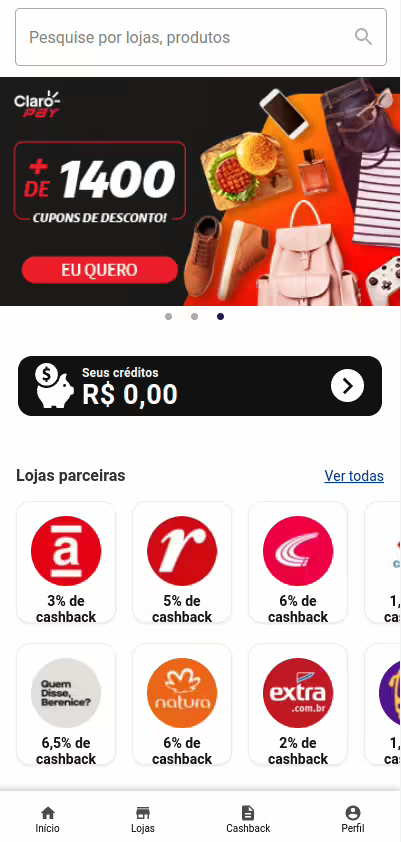 Pesquise por lojas, produtos
Claro-
pay
+ DE 1400
CUPONS DE DESCONTO!
EU QUERO
Seus créditos
R$ 0,00
Lojas parceiras
Ver todas
a
3% de
cashback
r
5% de
cashback
6% de
cashback
1,
cas
Quem
Disse,
Berenice?
6,5% de
cashback
natura
6% de
cashback
extra
.com.br
2% de
cashback
1,
cas
Início
Lojas
Cashback
Perfil